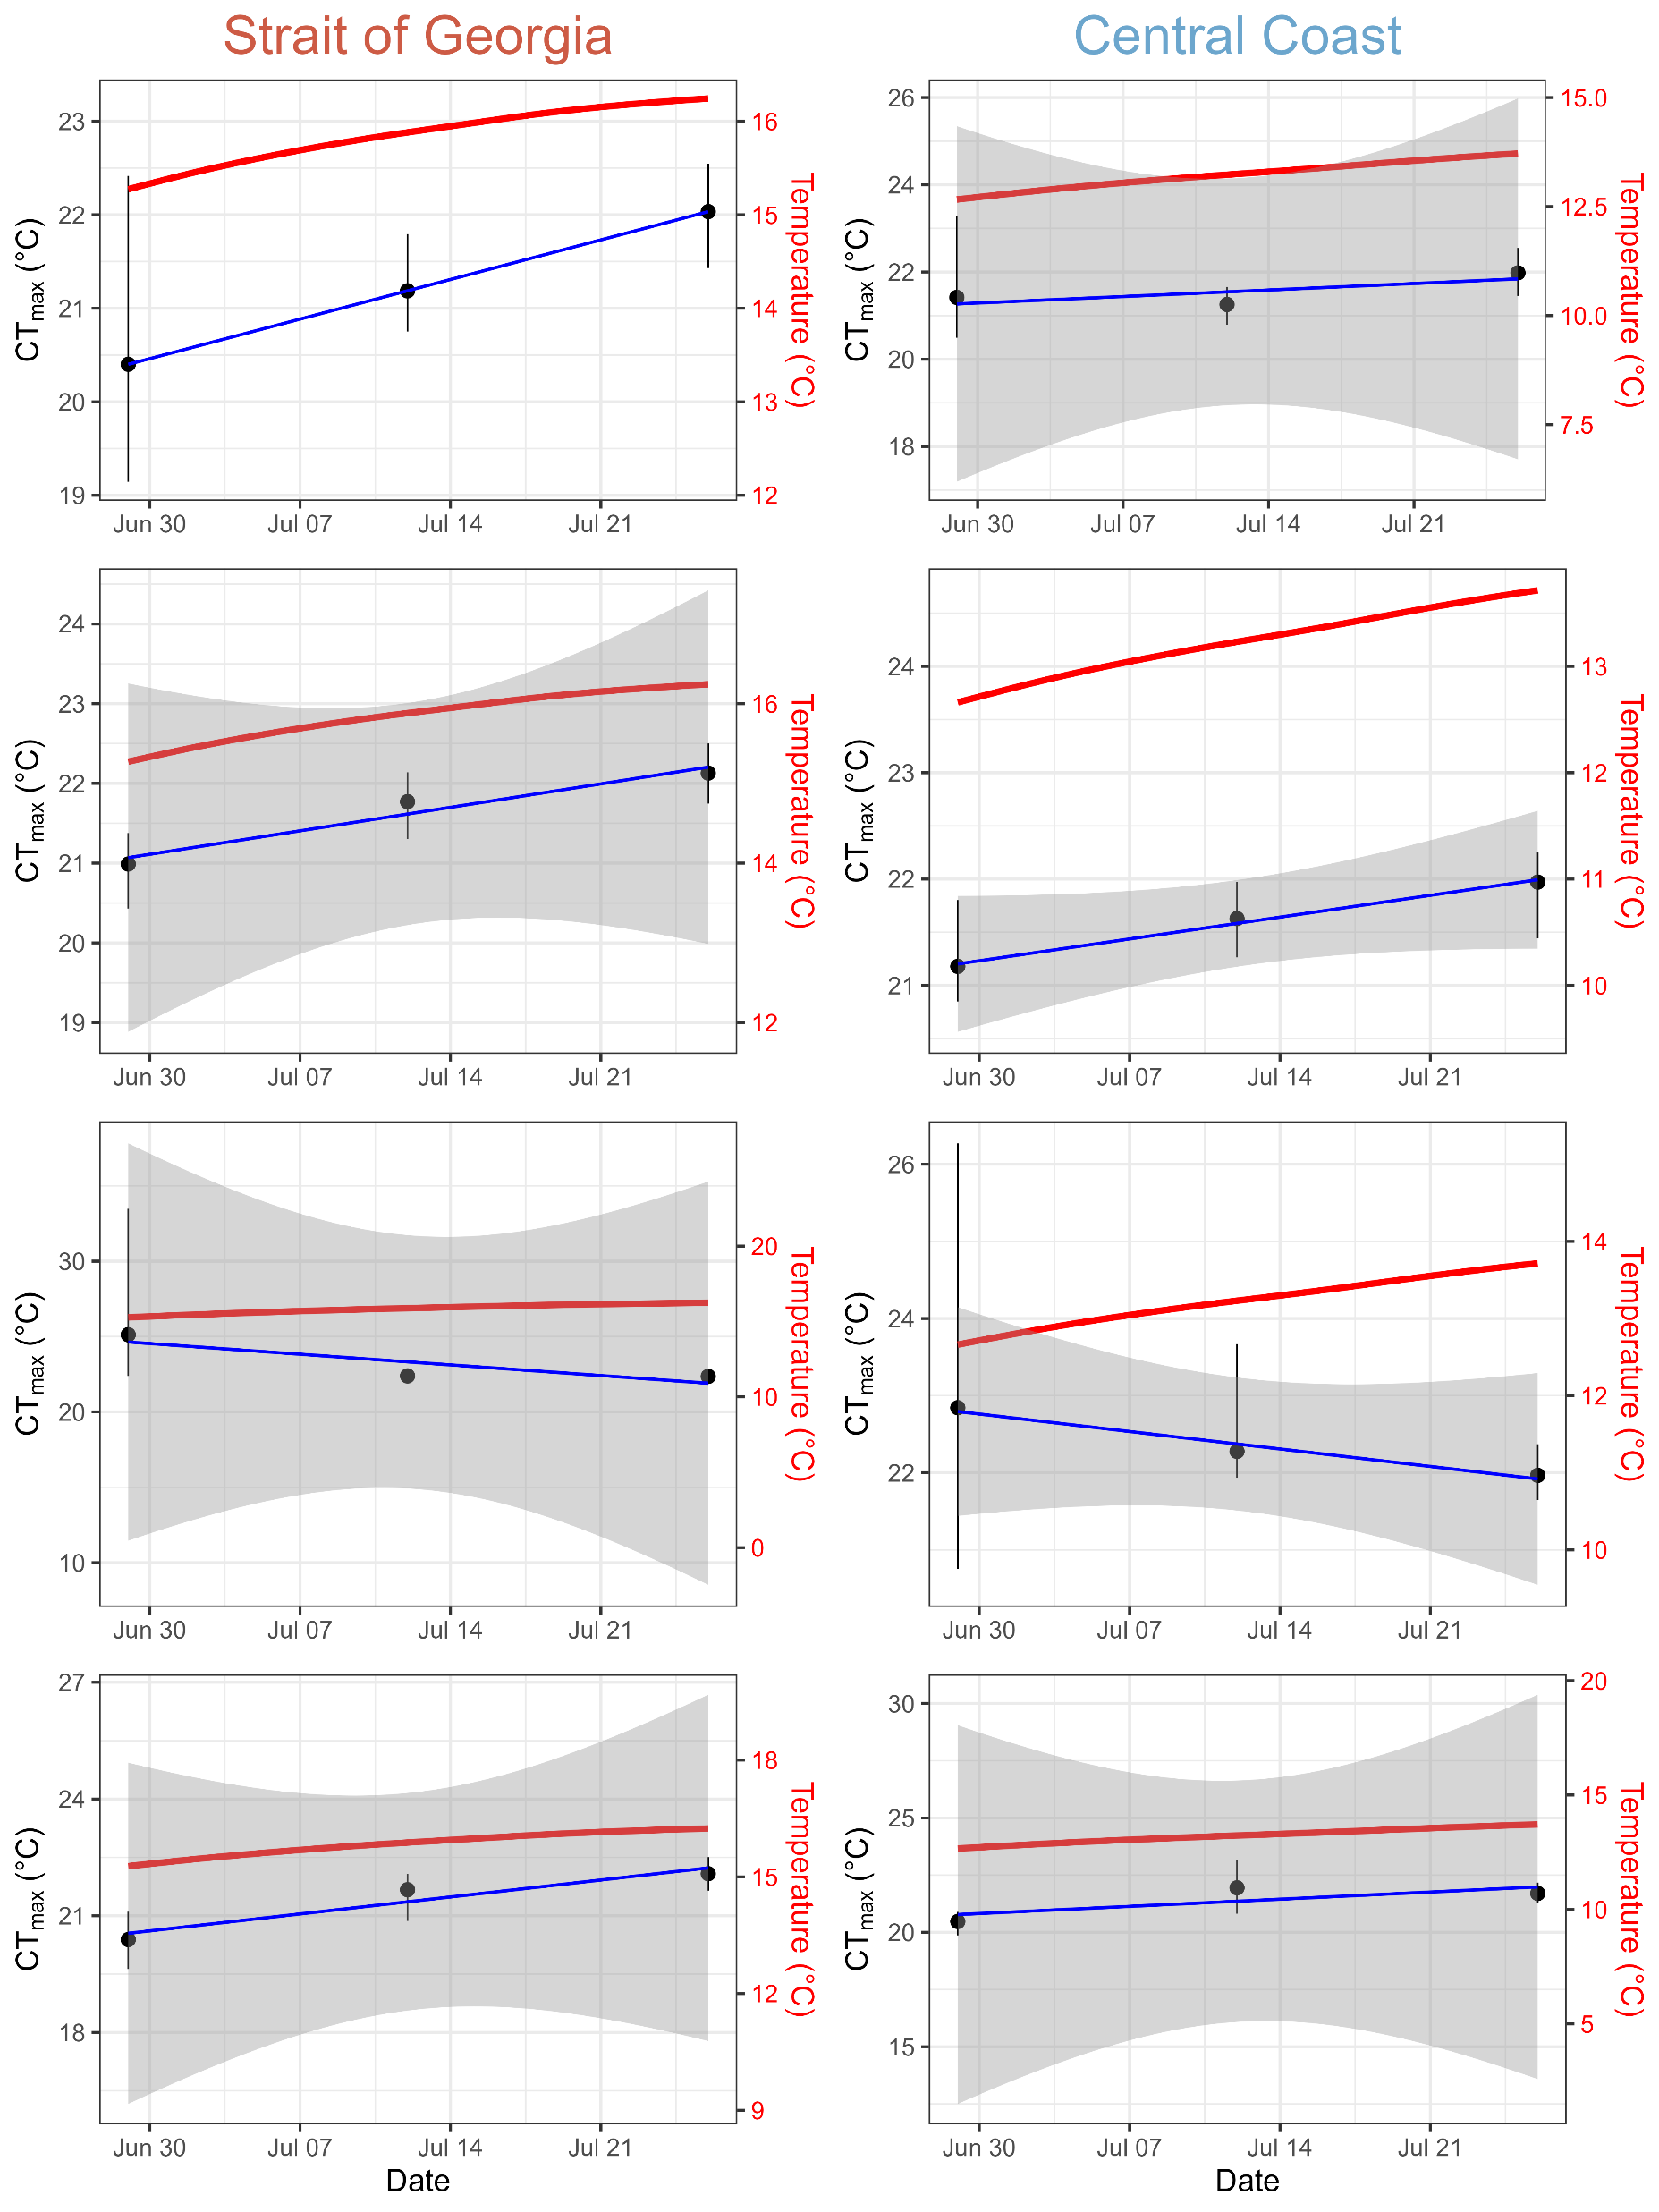 Strait of Georgia
Central Coast
CTmax (°C)
23
22
21
20
19
16
15
14
13
12
Temperature (°C)
Jun 30 Jul 07 Jul 14 Jul 21
CTmax (°C)
26
24
22
20
18
15.0
12.5
10.0
7.5
Temperature (°C)
Jun 30 Jul 07 Jul 14 Jul 21
CTmax (°C)
24
23
22
21
20
19
16
14
12
Temperature (°C)
Jun 30 Jul 07 Jul 14 Jul 21
CTmax (°C)
24
23
22
21
13
12
11
10
Temperature (°C)
Jun 30 Jul 07 Jul 14 Jul 21
CTmax (°C)
30
20
10
20
10
0
Temperature (°C)
Jun 30 Jul 07 Jul 14 Jul 21
CTmax (°C)
26
24
22
14
12
10
Temperature (°C)
Jun 30 Jul 07 Jul 14 Jul 21
CTmax (°C)
27
24
21
18
18
15
12
9
Temperature (°C)
Jun 30 Jul 07 Jul 14 Jul 21
Date
CTmax (°C)
30
25
20
15
20
15
10
5
Temperature (°C)
Jun 30 Jul 07 Jul 14 Jul 21
Date